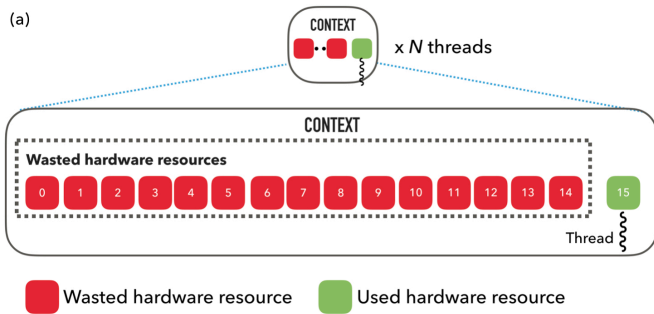 (a)
CONTEXT
x N threads
CONTEXT
Wasted hardware resources
0 1 2 3 4 5 6 7 8 9 10 11 12 13 14 15
Thread
Wasted hardware resource Used hardware resource